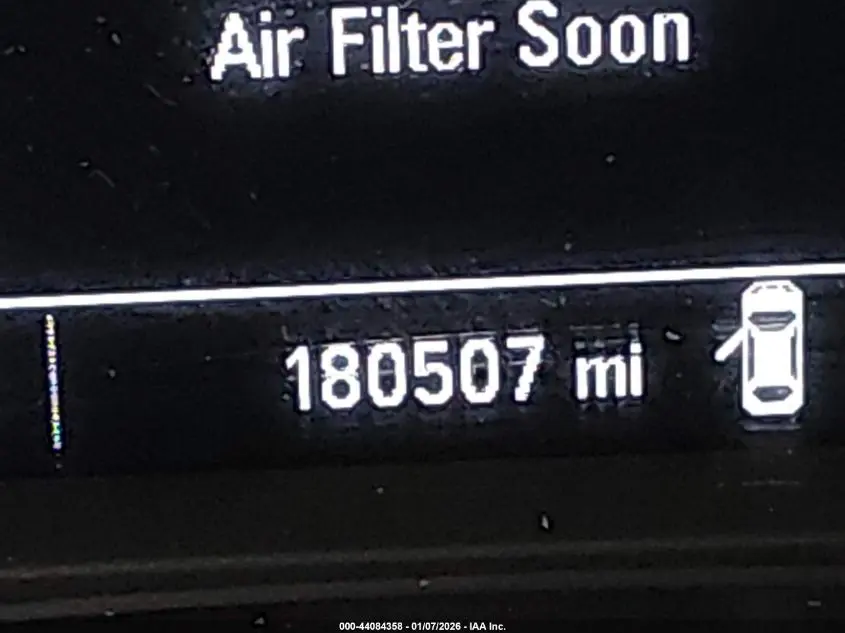 Air Filter Soon
180507 mi
000-44084358 - 01/07/2026 - IAA Inc.